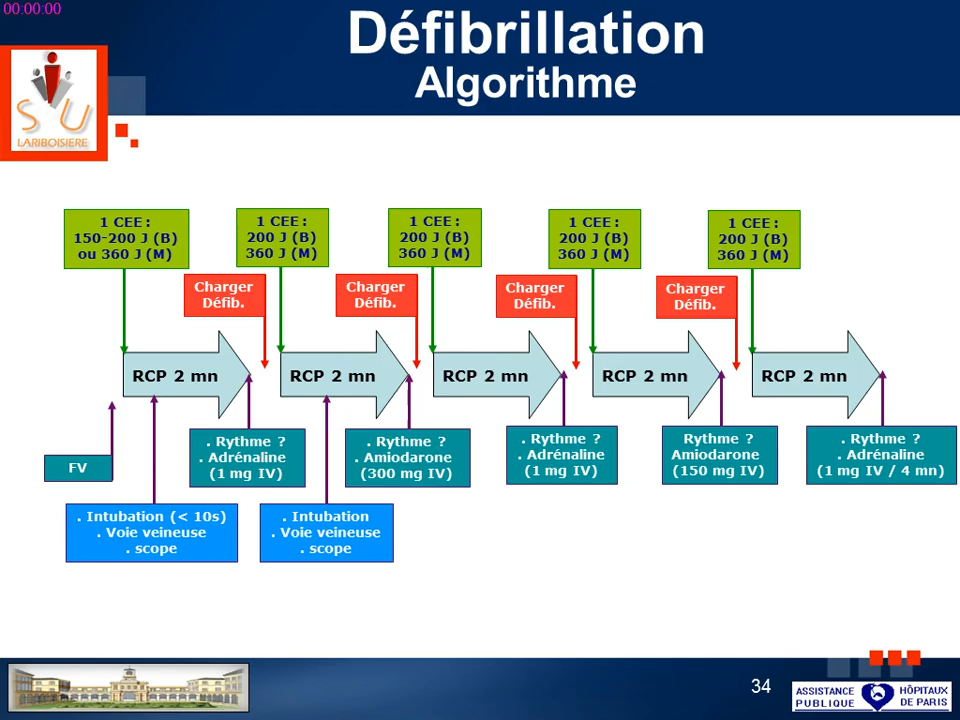 00:00:00
Défibrillation
Algorithme
S U
LARIBOISIERE
1 CEE :
150-200 J (B)
ou 360 J (M)
1 CEE :
200 J (B)
360 J (M)
1 CEE :
200 J (B)
360 J (M)
1 CEE :
200 J (B)
360 J (M)
1 CEE :
200 J (B)
360 J (M)
Charger
Défib.
Charger
Défib.
Charger
Défib.
Charger
Défib.
RCP 2 mn
RCP 2 mn
RCP 2 mn
RCP 2 mn
RCP 2 mn
FV
. Rythme ?
. Adrénaline
(1 mg IV)
. Rythme ?
. Amiodarone
(300 mg IV)
. Rythme ?
. Adrénaline
(1 mg IV)
Rythme ?
Amiodarone
(150 mg IV)
. Rythme ?
. Adrénaline
(1 mg IV / 4 mn)
. Intubation (< 10s)
. Voie veineuse
. scope
. Intubation
. Voie veineuse
. scope
34
ASSISTANCE
PUBLIQUE
HÔPITAUX
DE PARIS